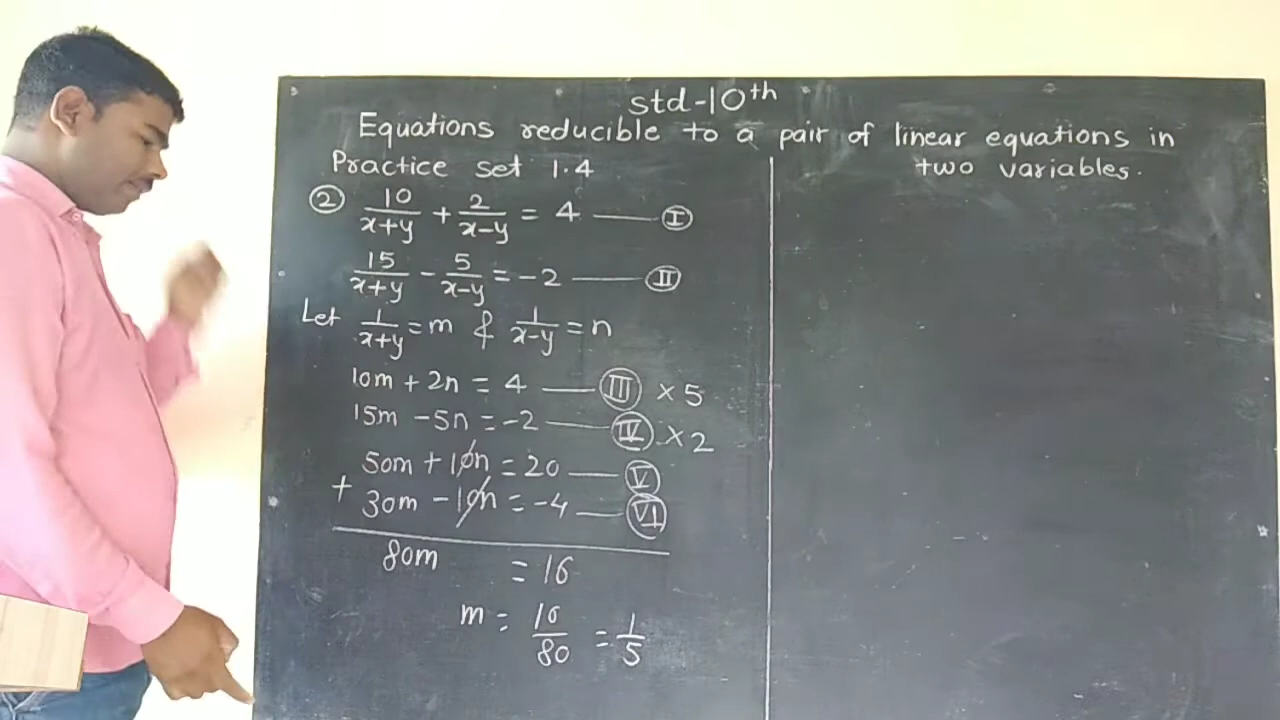 std-10th
Equations reducible to a pair of linear equations in
two variables.
Practice set 1.4
② 10/(x+y) + 2/(x-y) = 4 —— Ⅰ
15/(x+y) - 5/(x-y) = -2 —— Ⅱ
Let 1/(x+y) = m & 1/(x-y) = n
10m + 2n = 4 —— Ⅲ × 5
15m - 5n = -2 —— Ⅳ × 2
50m + 10n = 20 —— Ⅴ
+ 30m - 10n = -4 —— Ⅵ
80m = 16
m = 16/80 = 1/5